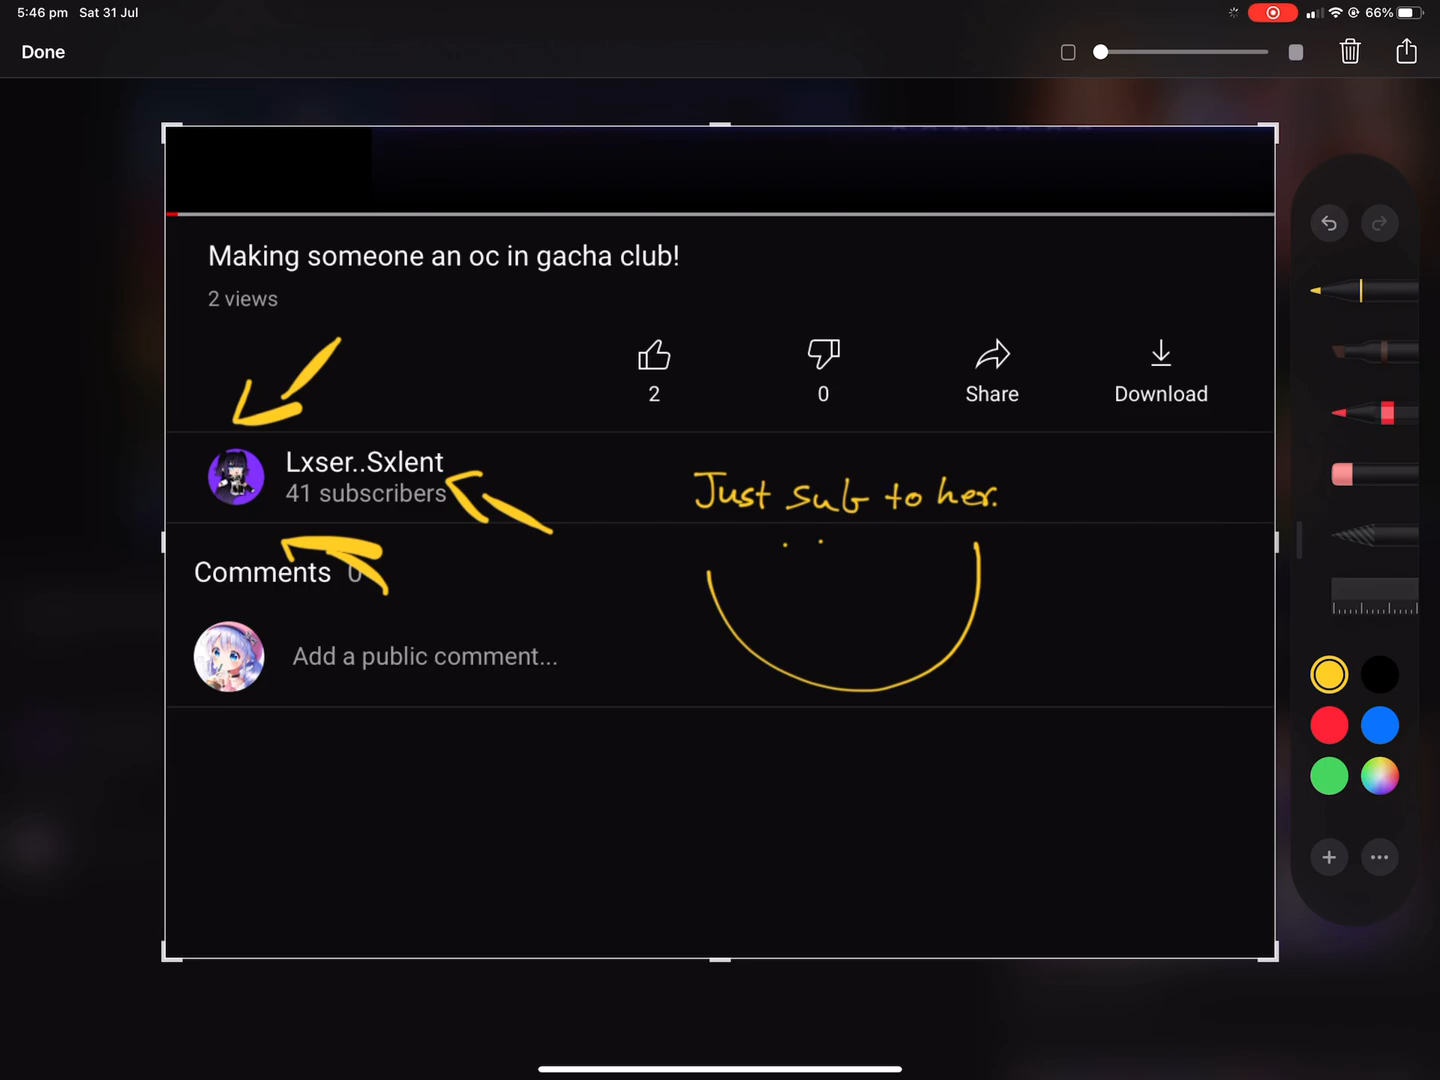 5:46 pm Sat 31 Jul
66%
Done
Making someone an oc in gacha club!
2 views
2
0
Share
Download
Lxser..Sxlent
41 subscribers
Just sub to her.
Comments 0
Add a public comment...